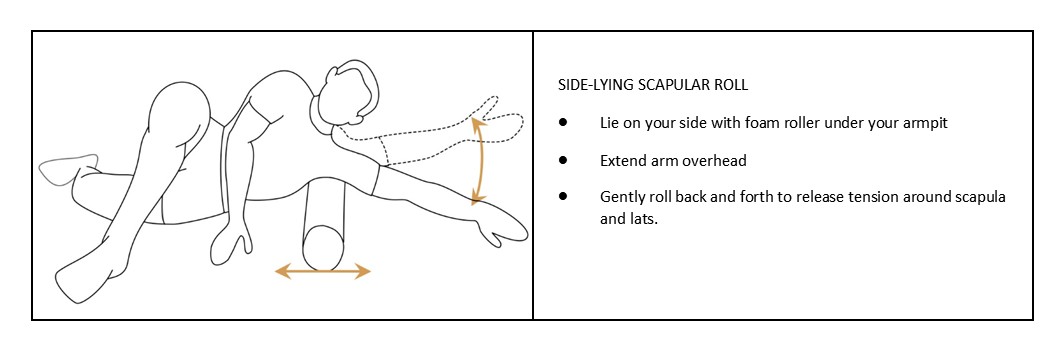 SIDE-LYING SCAPULAR ROLL
● Lie on your side with foam roller under your armpit
● Extend arm overhead
● Gently roll back and forth to release tension around scapula
and lats.